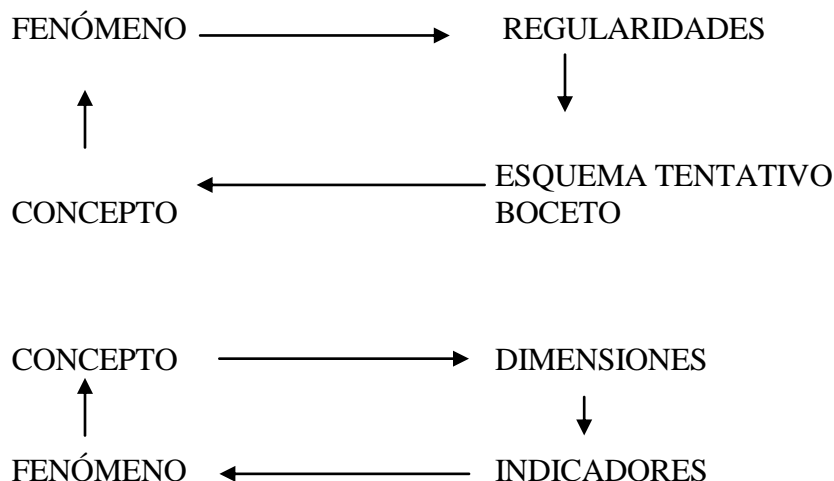 FENÓMENO REGULARIDADES
ESQUEMA TENTATIVO
CONCEPTO BOCETO
CONCEPTO DIMENSIONES
FENÓMENO INDICADORES